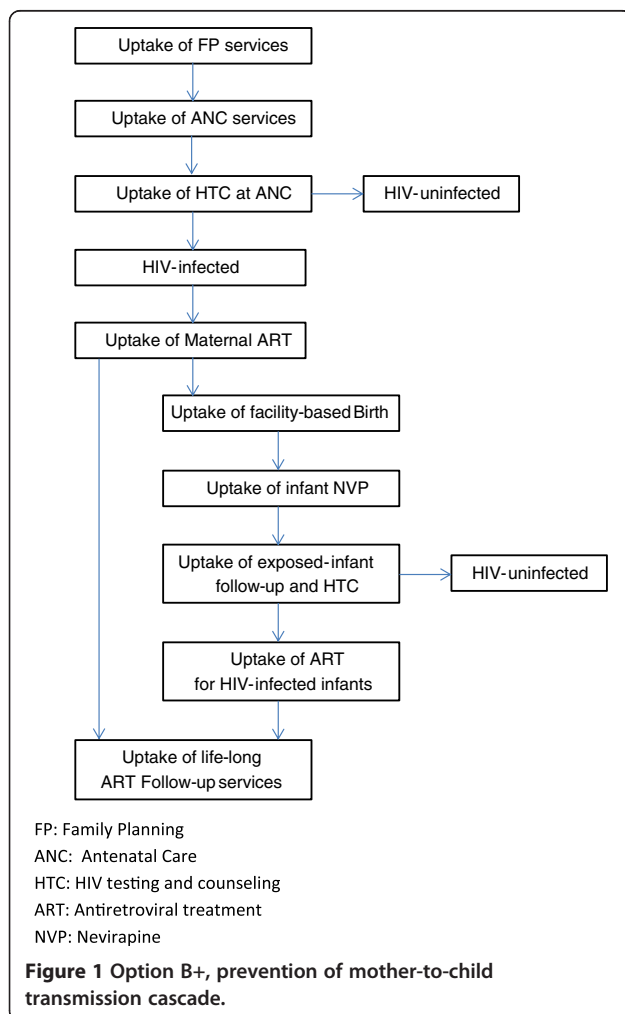 Uptake of FP services
Uptake of ANC services
Uptake of HTC at ANC
HIV-uninfected
HIV-infected
Uptake of Maternal ART
Uptake of facility-based Birth
Uptake of infant NVP
Uptake of exposed-infant
follow-up and HTC
HIV-uninfected
Uptake of ART
for HIV-infected infants
Uptake of life-long
ART Follow-up services
FP: Family Planning
ANC: Antenatal Care
HTC: HIV testing and counseling
ART: Antiretroviral treatment
NVP: Nevirapine
Figure 1 Option B+, prevention of mother-to-child
transmission cascade.